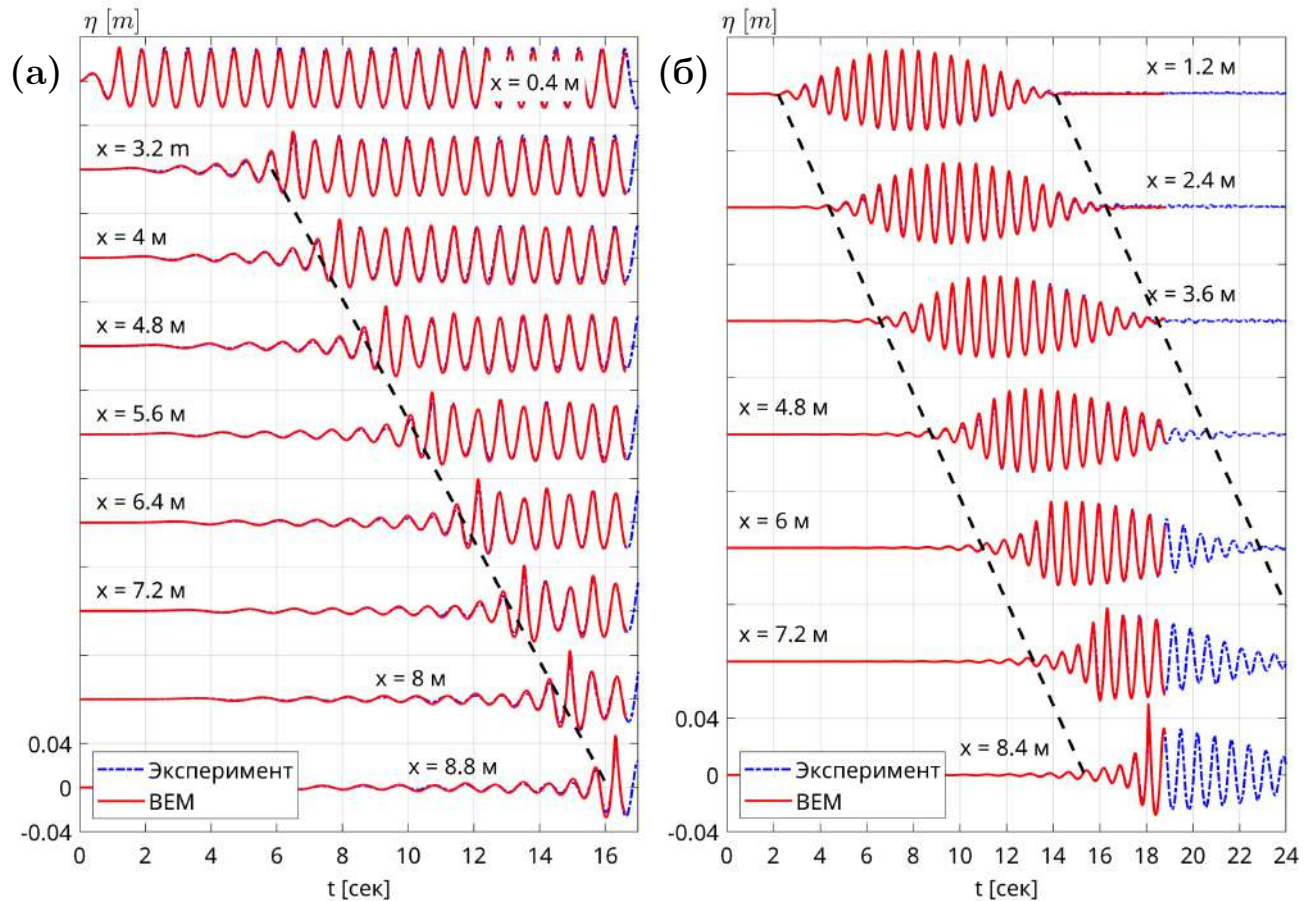 η [m]
(а)
x = 0.4 м
x = 3.2 m
x = 4 м
x = 4.8 м
x = 5.6 м
x = 6.4 м
x = 7.2 м
x = 8 м
x = 8.8 м
0.04
0
-0.04
Эксперимент
BEM
0 2 4 6 8 10 12 14 16
t [сек]
η [m]
(б)
x = 1.2 м
x = 2.4 м
x = 3.6 м
x = 4.8 м
x = 6 м
x = 7.2 м
x = 8.4 м
0.04
0
-0.04
Эксперимент
BEM
0 2 4 6 8 10 12 14 16 18 20 22 24
t [сек]